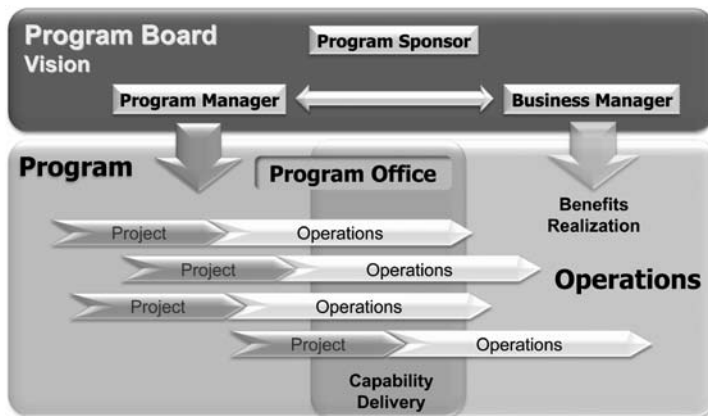 Program Board
Vision
Program Sponsor
Program Manager
Business Manager
Program
Program Office
Benefits
Realization
Project
Operations
Project
Operations
Operations
Project
Operations
Project
Operations
Capability
Delivery